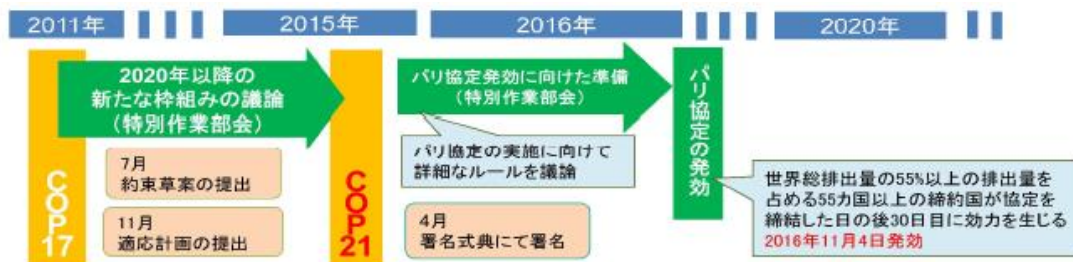 2011年
2015年
2016年
2020年
COP17
2020年以降の
新たな枠組みの議論
(特別作業部会)
7月
約束草案の提出
11月
適応計画の提出
COP21
パリ協定発効に向けた準備
(特別作業部会)
パリ協定の実施に向けて
詳細なルールを議論
4月
署名式典にて署名
パリ協定の発効
世界総排出量の55%以上の排出量を
占める55カ国以上の締約国が協定を
締結した日の後30日目に効力を生じる
2016年11月4日発効